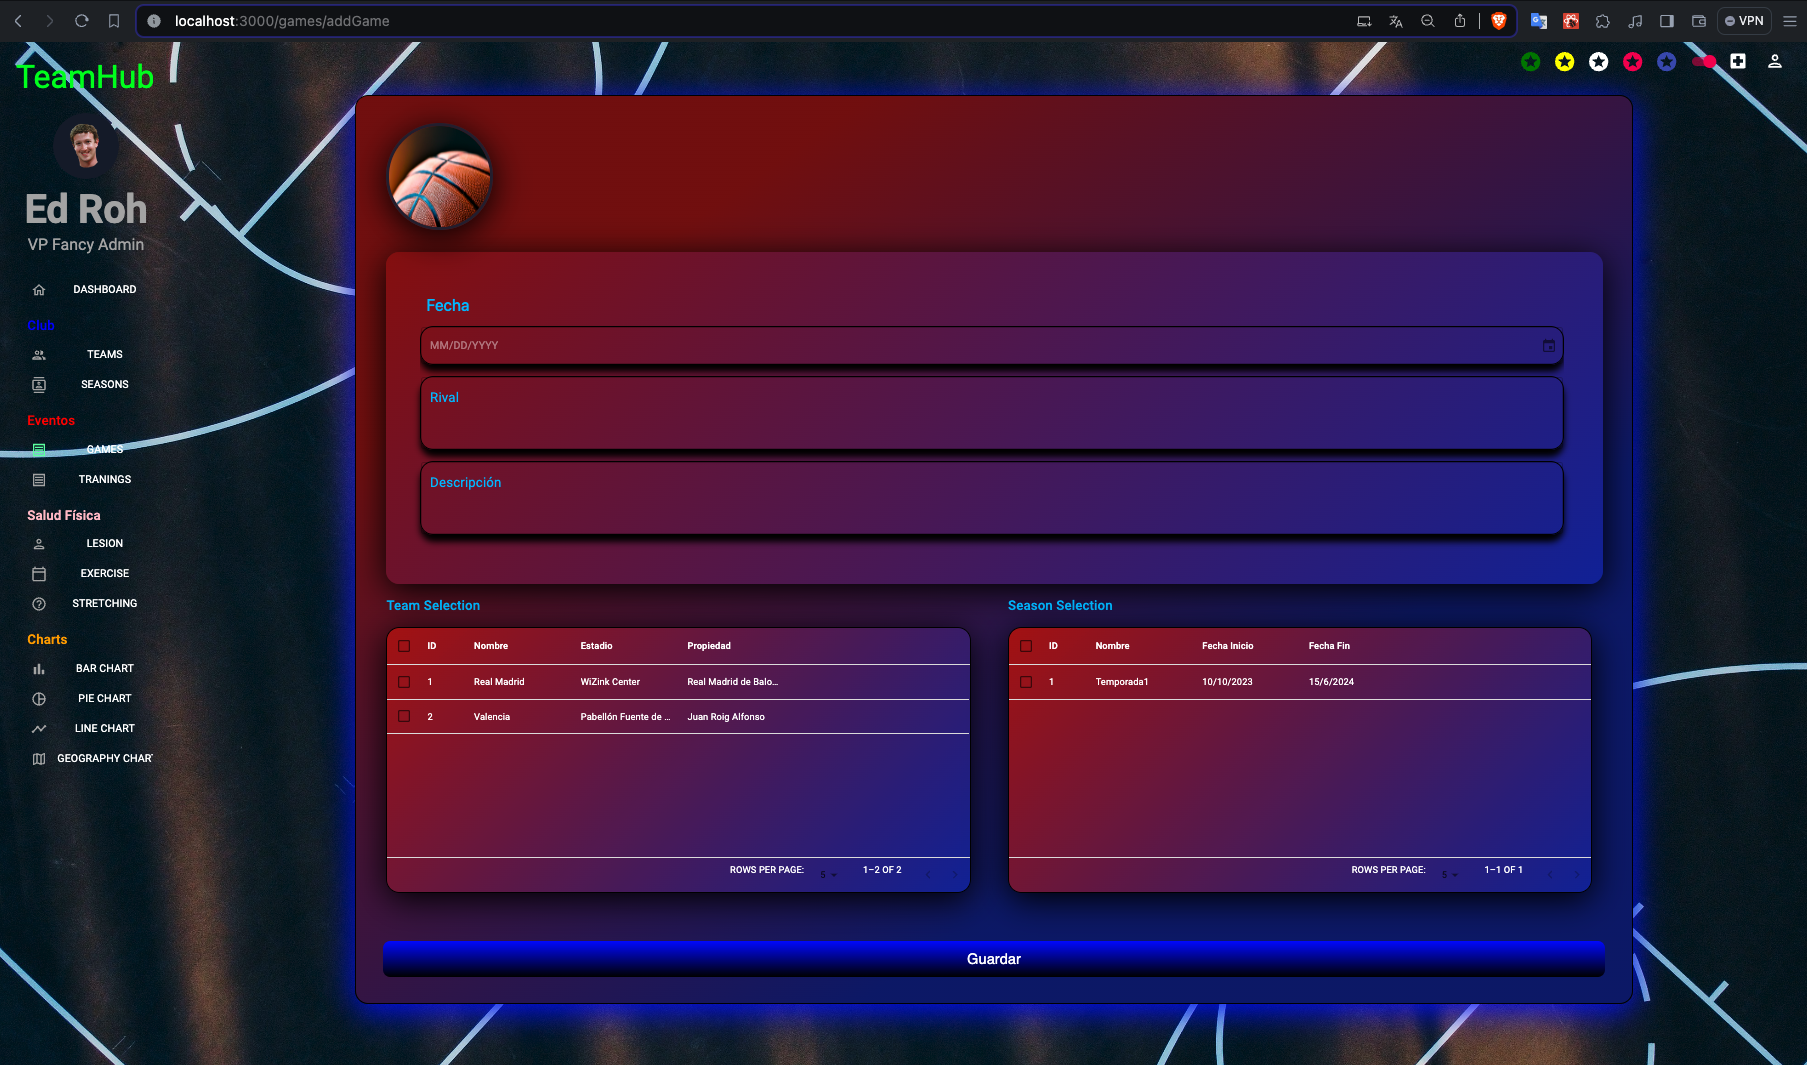 localhost:3000/games/addGame
VPN
TeamHub
Ed Roh
VP Fancy Admin
DASHBOARD
Club
TEAMS
SEASONS
Eventos
GAMES
TRANINGS
Salud Física
LESION
EXERCISE
STRETCHING
Charts
BAR CHART
PIE CHART
LINE CHART
GEOGRAPHY CHART
Fecha
MM/DD/YYYY
Rival
Descripción
Team Selection
ID Nombre Estadio Propiedad
1 Real Madrid WiZink Center Real Madrid de Balo...
2 Valencia Pabellón Fuente de ... Juan Roig Alfonso
ROWS PER PAGE: 5 1–2 OF 2
Season Selection
ID Nombre Fecha Inicio Fecha Fin
1 Temporada1 10/10/2023 15/6/2024
ROWS PER PAGE: 5 1–1 OF 1
Guardar